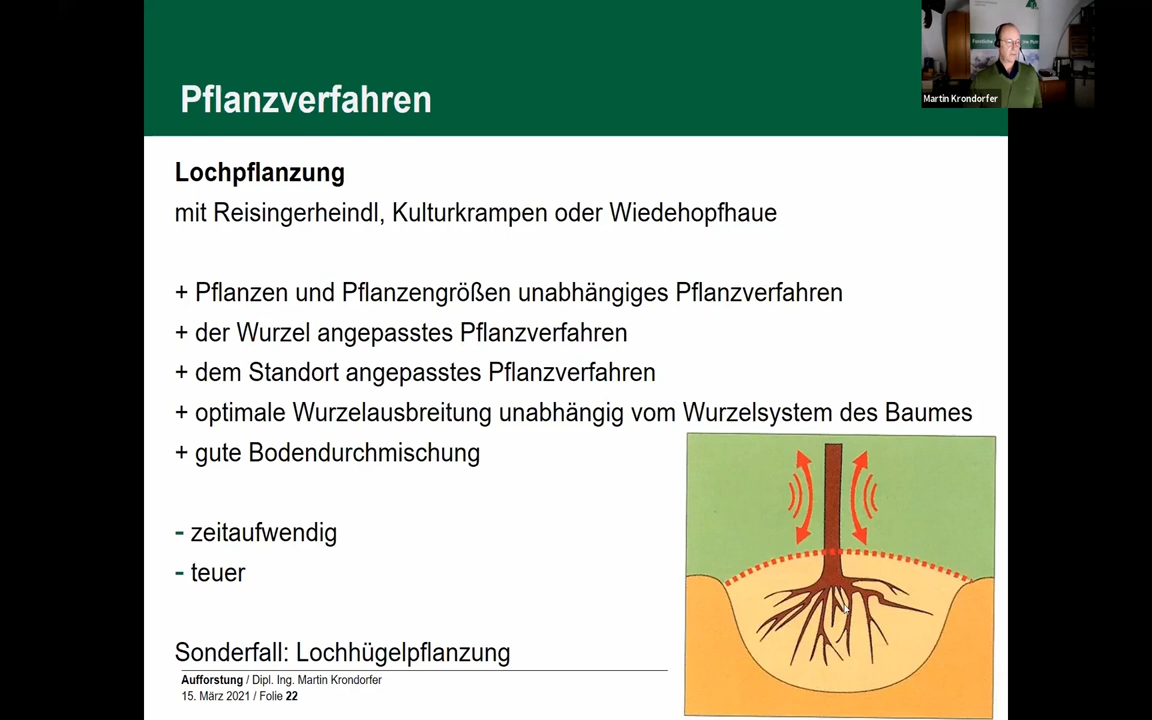 Pflanzverfahren
Martin Krondorfer
Lochpflanzung
mit Reisingerheindl, Kulturkrampen oder Wiedehopfhaue
+ Pflanzen und Pflanzengrößen unabhängiges Pflanzverfahren
+ der Wurzel angepasstes Pflanzverfahren
+ dem Standort angepasstes Pflanzverfahren
+ optimale Wurzelausbreitung unabhängig vom Wurzelsystem des Baumes
+ gute Bodendurchmischung
- zeitaufwendig
- teuer
Sonderfall: Lochhügelpflanzung
Aufforstung / Dipl. Ing. Martin Krondorfer
15. März 2021 / Folie 22